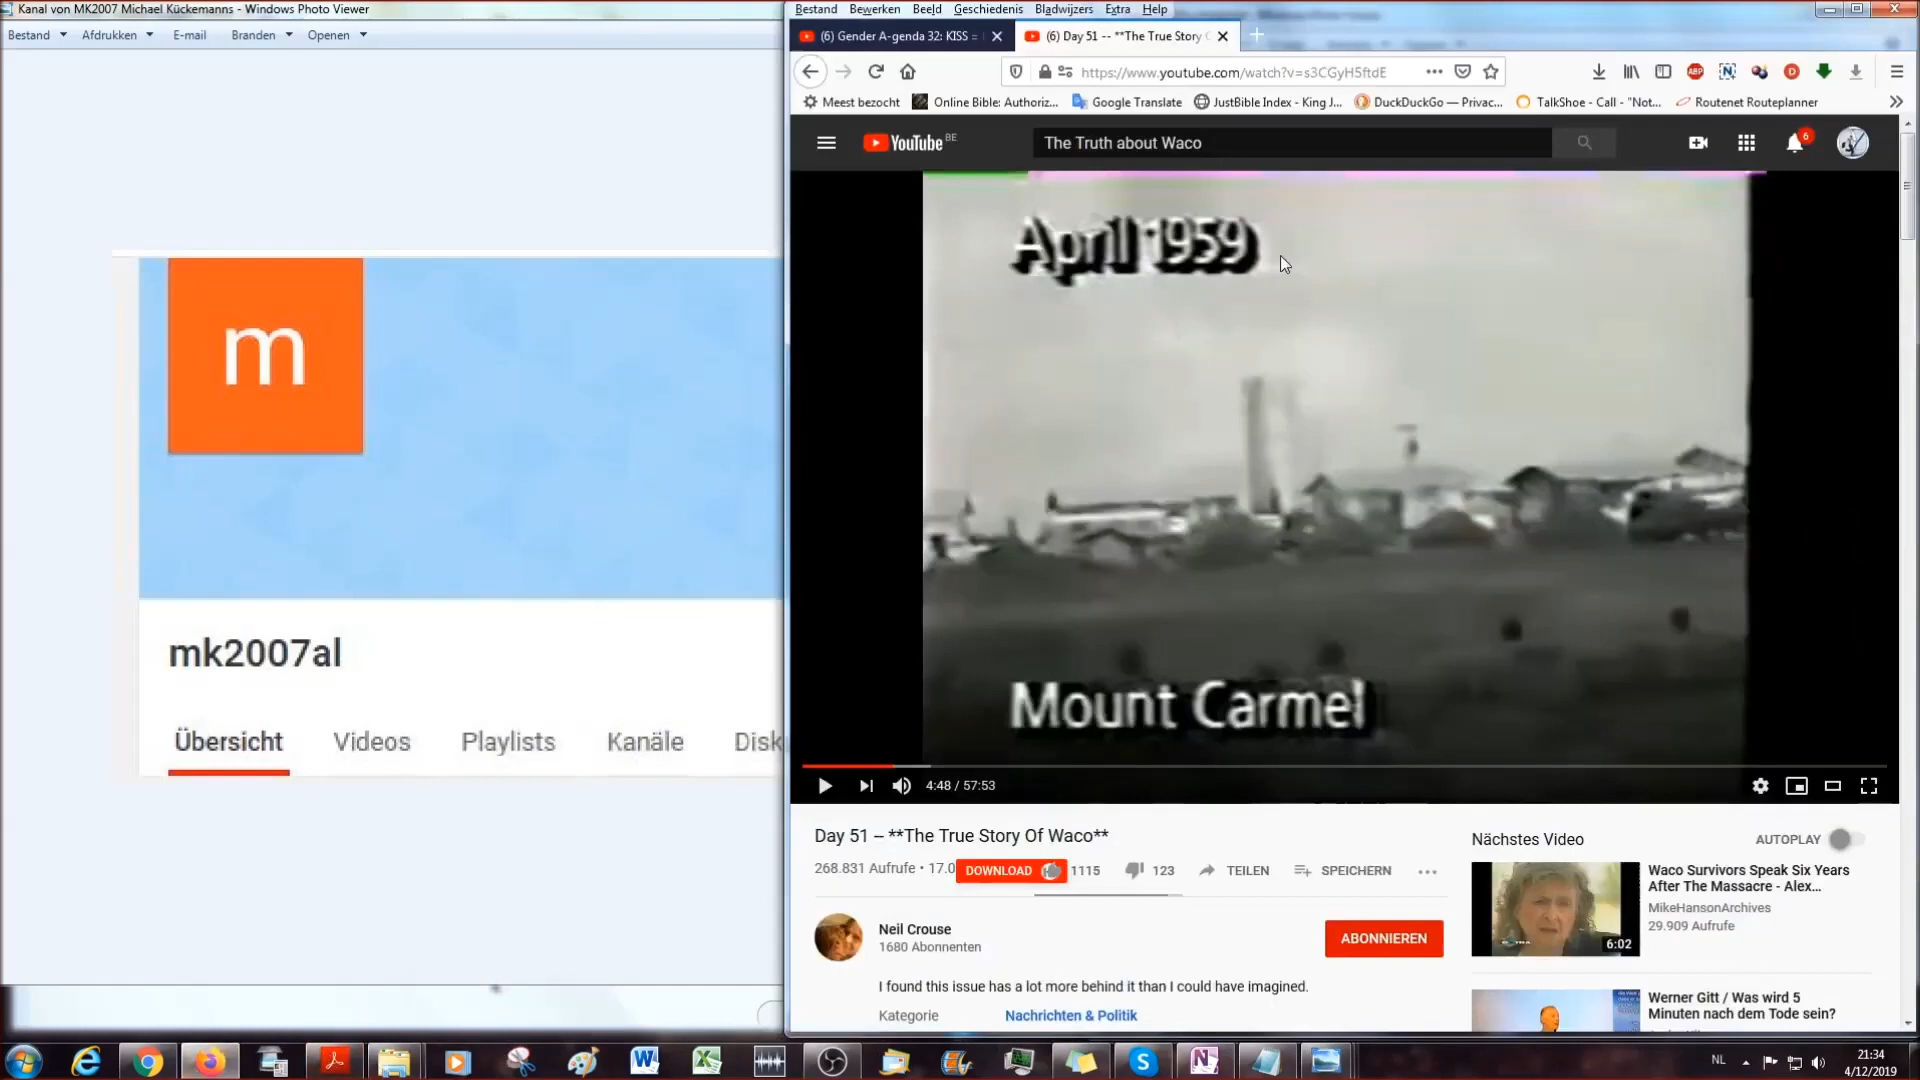 Kanal von MK2007 Michael Kückemanns - Windows Photo Viewer
Bestand Afdrukken E-mail Branden Openen
m
mk2007al
Übersicht Videos Playlists Kanäle Disk
Bestand Bewerken Beeld Geschiedenis Bladwijzers Extra Help
(6) Gender A-genda 32: KISS =
(6) Day 51 -- **The True Story
https://www.youtube.com/watch?v=s3CGyH5ftdE
ABP N D
Meest bezocht Online Bible: Authoriz... Google Translate JustBible Index - King J... DuckDuckGo — Privac... TalkShoe - Call - "Not... Routenet Routeplanner
YouTube BE
The Truth about Waco
6
April 1959
Mount Carmel
4:48 / 57:53
Day 51 -- **The True Story Of Waco**
268.831 Aufrufe • 17.0
DOWNLOAD 1115 123 TEILEN SPEICHERN
Neil Crouse
1680 Abonnenten
ABONNIEREN
I found this issue has a lot more behind it than I could have imagined.
Kategorie Nachrichten & Politik
Nächstes Video AUTOPLAY
6:02
Waco Survivors Speak Six Years
After The Massacre - Alex...
MikeHansonArchives
29.909 Aufrufe
Werner Gitt / Was wird 5
Minuten nach dem Tode sein?
NL
21:34
4/12/2019